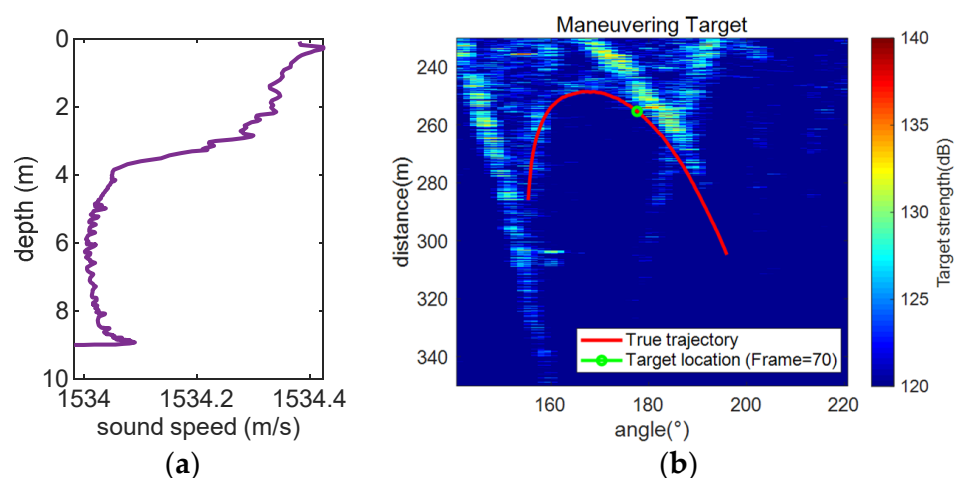 0
2
4
6
8
10
depth (m)
1534
1534.2
1534.4
sound speed (m/s)
(a)
Maneuvering Target
240
260
280
300
320
340
distance(m)
160
180
200
220
angle(°)
True trajectory
Target location (Frame=70)
140
135
130
125
120
Target strength(dB)
(b)